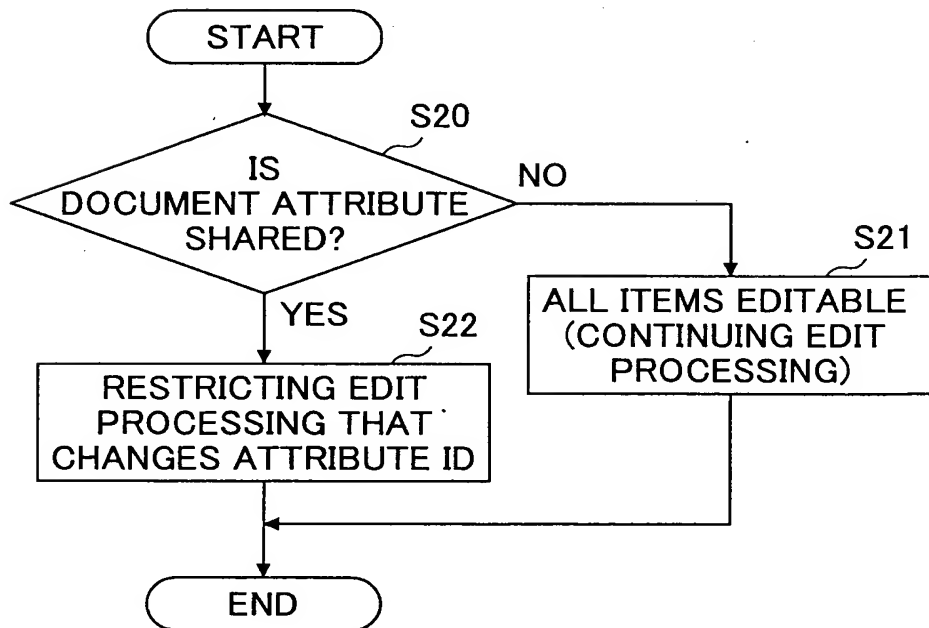 START
S20
IS
DOCUMENT ATTRIBUTE
SHARED?
NO
YES
S21
ALL ITEMS EDITABLE
(CONTINUING EDIT
PROCESSING)
S22
RESTRICTING EDIT
PROCESSING THAT
CHANGES ATTRIBUTE ID
END